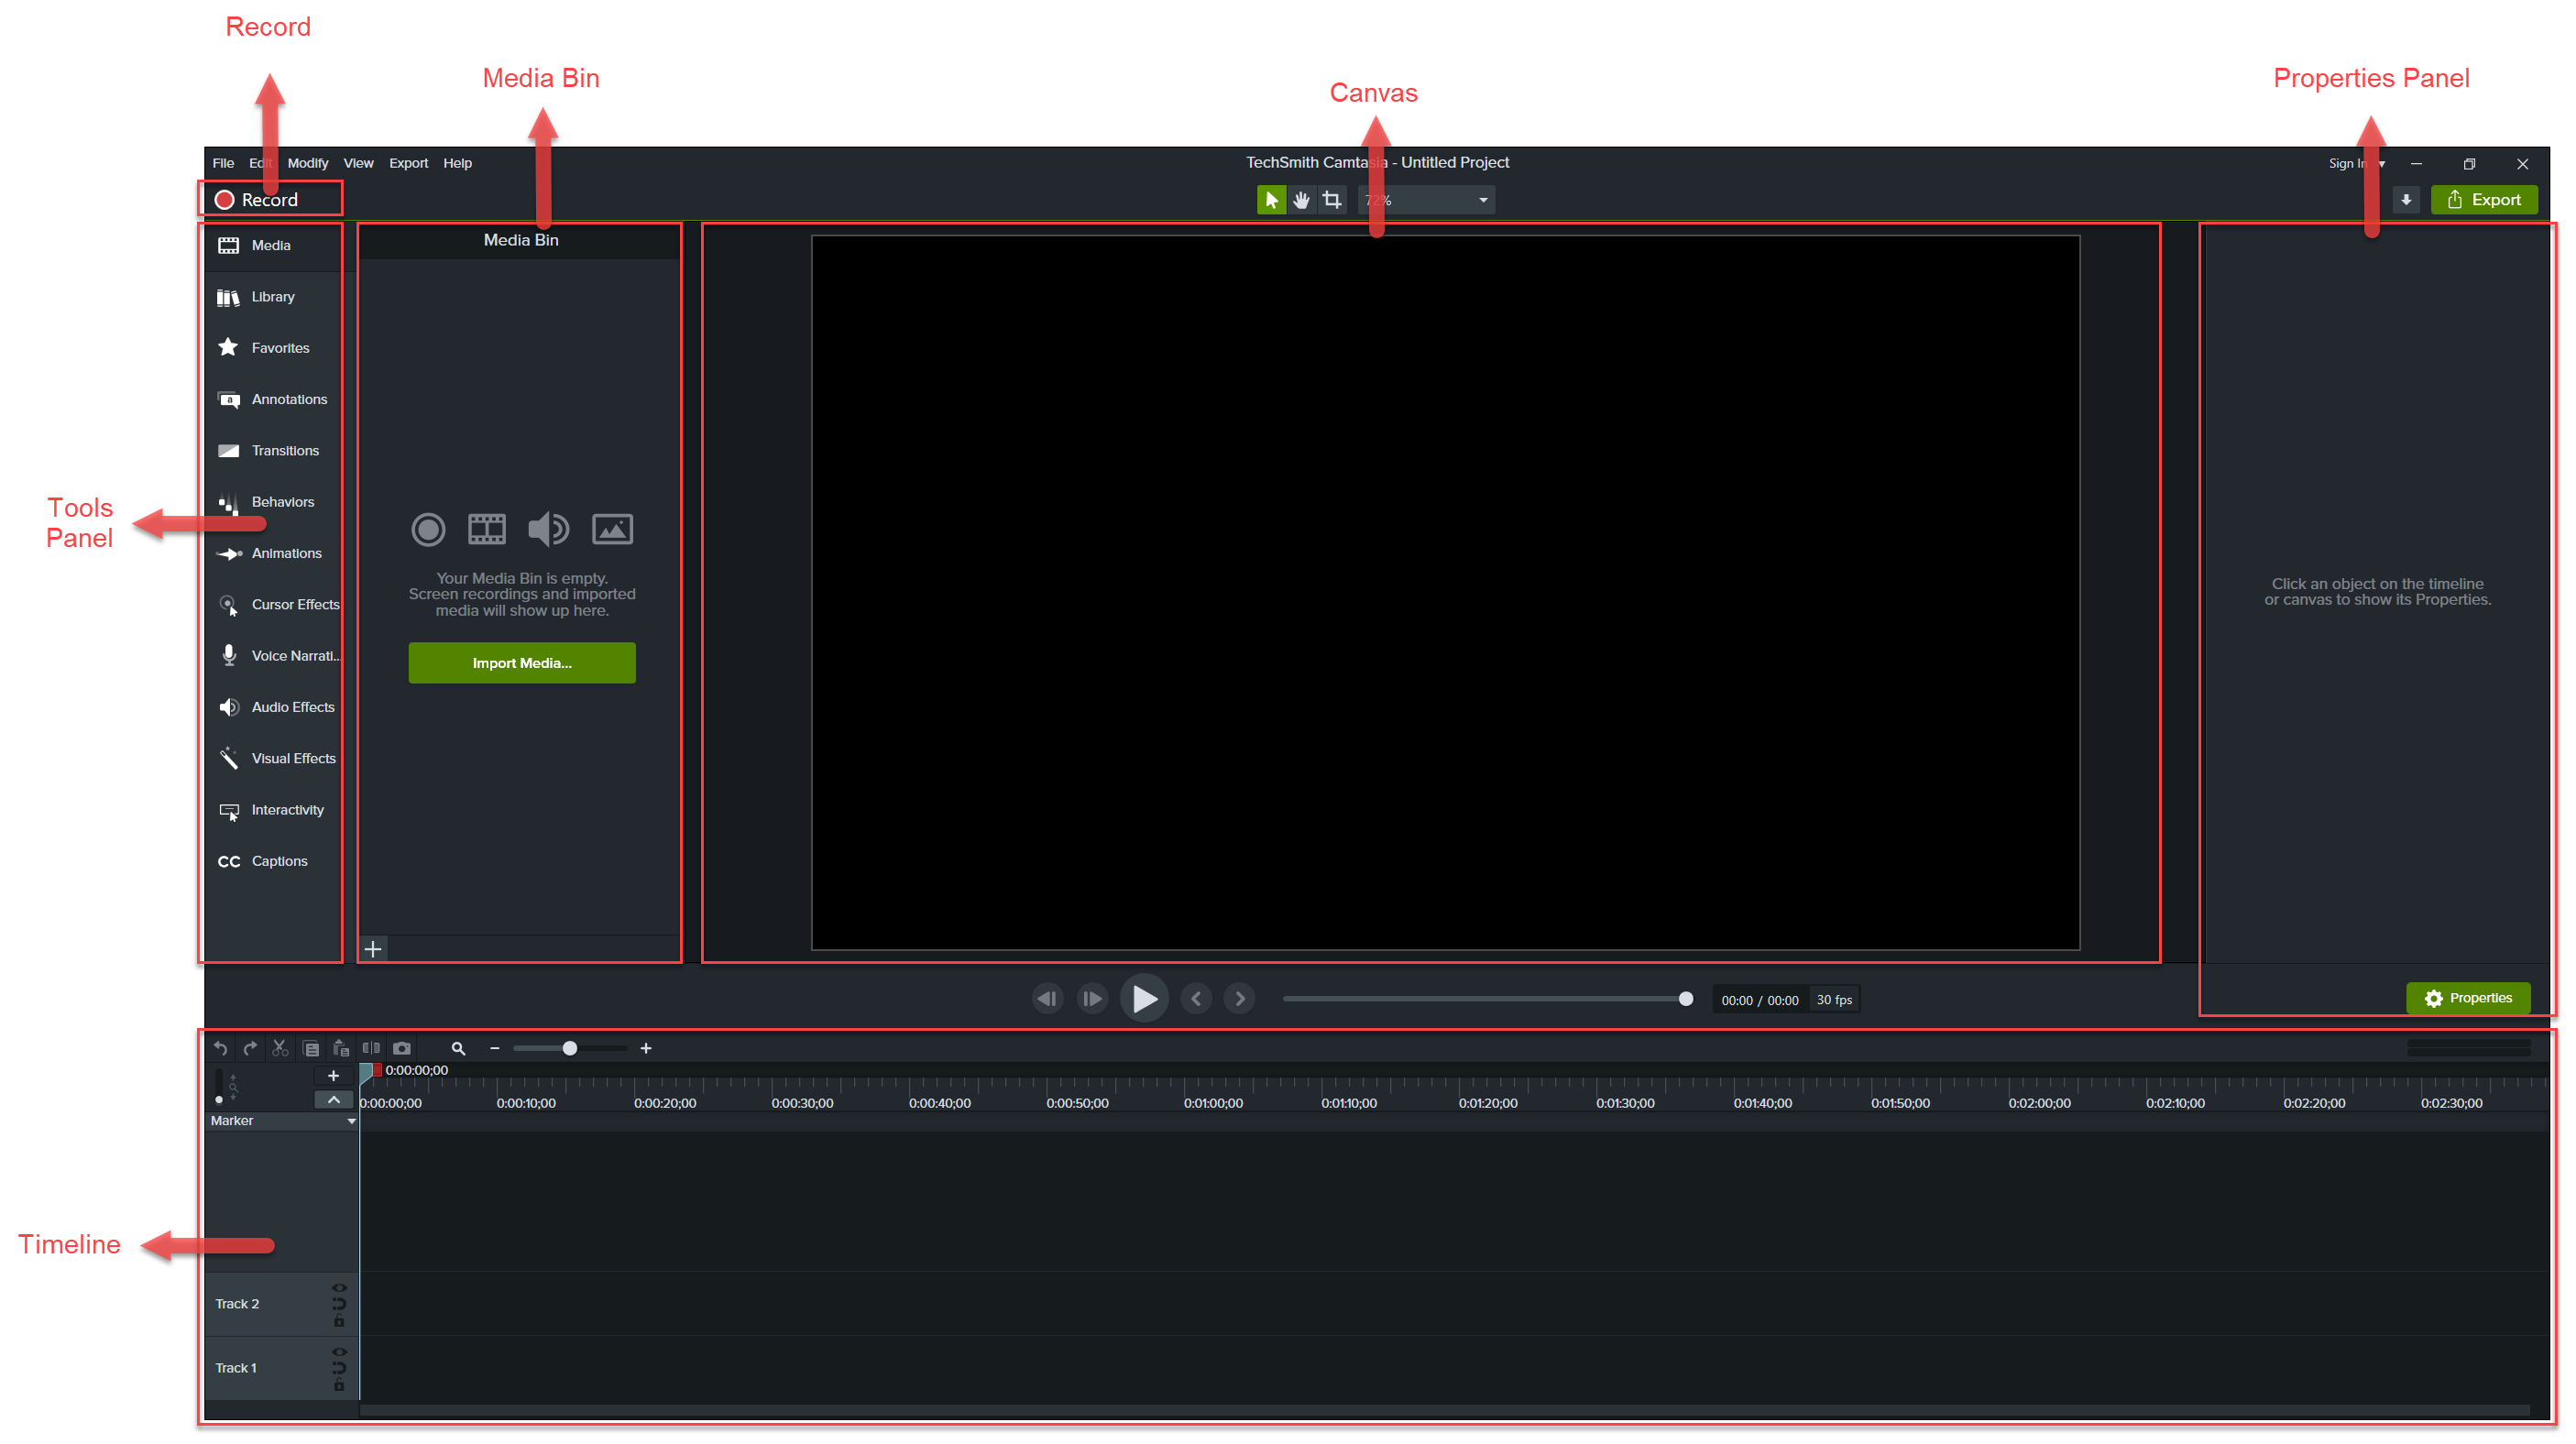 Record
Media Bin
Canvas
Properties Panel
File Edit Modify View Export Help
TechSmith Camtasia - Untitled Project
Sign In
Record
72%
Export
Media
Media Bin
Library
Favorites
Annotations
Transitions
Behaviors
Tools
Panel
Animations
Cursor Effects
Voice Narrati...
Audio Effects
Visual Effects
Interactivity
CC Captions
Your Media Bin is empty.
Screen recordings and imported
media will show up here.
Import Media...
Click an object on the timeline
or canvas to show its Properties.
00:00 / 00:00 30 fps
Properties
0:00:00;00
0:00:00;00 0:00:10;00 0:00:20;00 0:00:30;00 0:00:40;00 0:00:50;00 0:01:00;00 0:01:10;00 0:01:20;00 0:01:30;00 0:01:40;00 0:01:50;00 0:02:00;00 0:02:10;00 0:02:20;00 0:02:30;00
Marker
Timeline
Track 2
Track 1